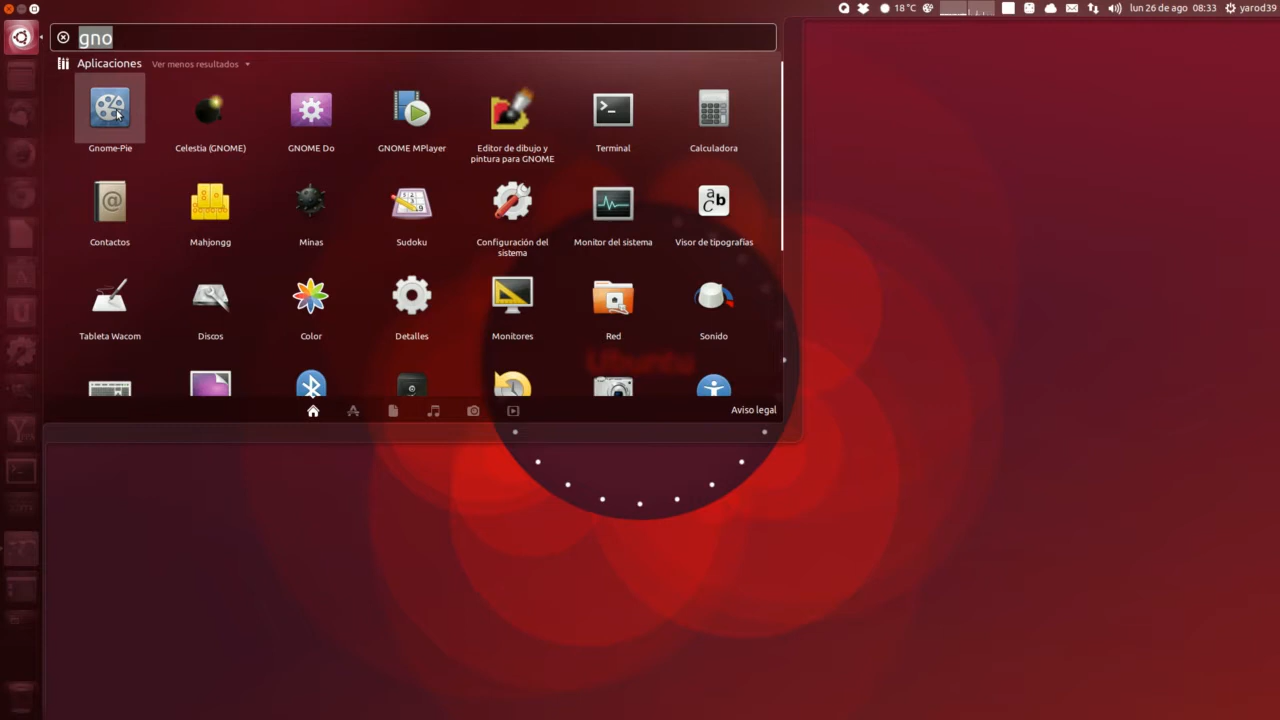 18 °C
lun 26 de ago 08:33
yarod39
gno
Aplicaciones
Ver menos resultados
Gnome-Pie
Celestia (GNOME)
GNOME Do
GNOME MPlayer
Editor de dibujo y
pintura para GNOME
Terminal
Calculadora
Contactos
Mahjongg
Minas
Sudoku
Configuración del
sistema
Monitor del sistema
Visor de tipografías
Tableta Wacom
Discos
Color
Detalles
Monitores
Red
Sonido
Ubuntu
Aviso legal